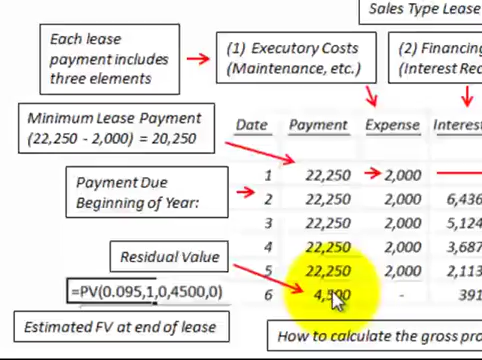 Sales Type Lease
Each lease
payment includes
three elements
(1) Executory Costs
(Maintenance, etc.)
(2) Financing
(Interest Rec
Minimum Lease Payment
(22,250 - 2,000) = 20,250
Date Payment Expense Interest
1 22,250 2,000
Payment Due
Beginning of Year:
2 22,250 2,000 6,436
3 22,250 2,000 5,124
4 22,250 2,000 3,687
5 22,250 2,000 2,113
Residual Value
=PV(0.095,1,0,4500,0) 6 - 391
Estimated FV at end of lease
How to calculate the gross pro